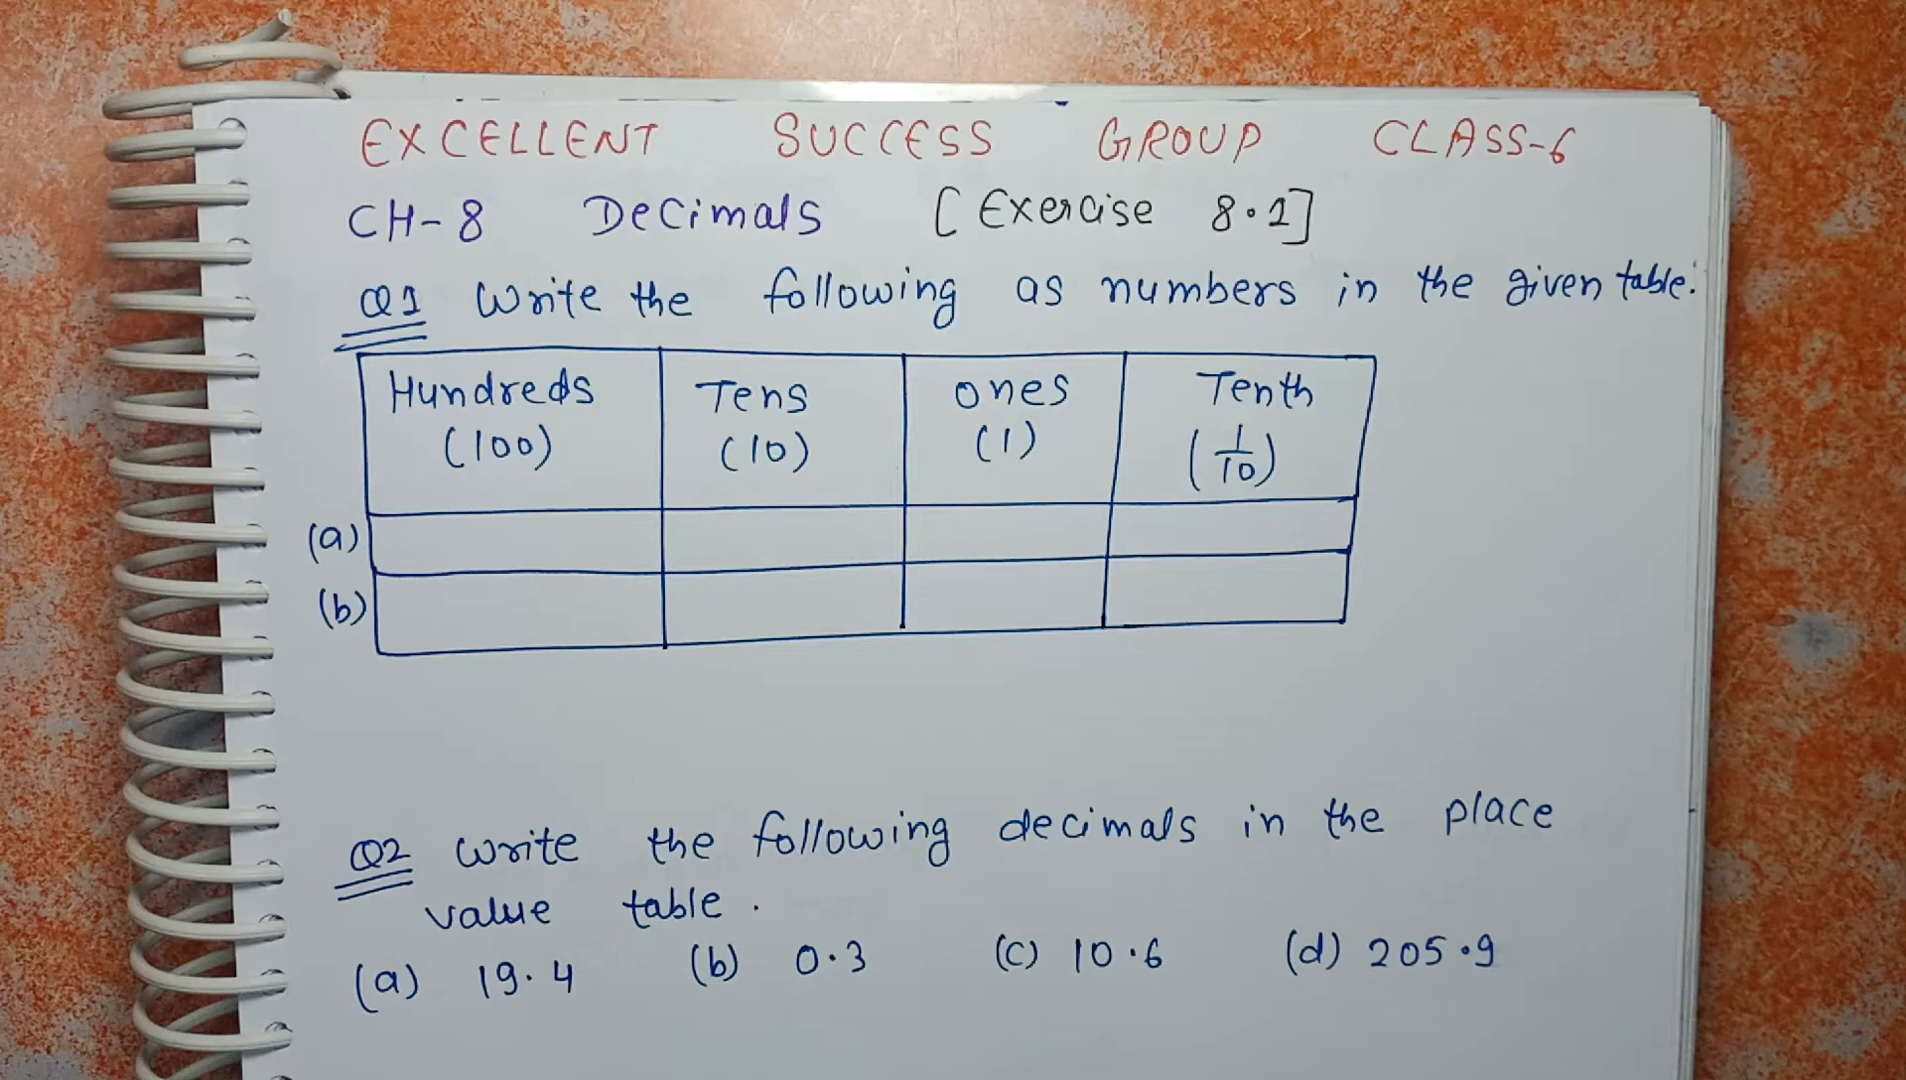 EXCELLENT SUCCESS GROUP CLASS-6
CH-8 Decimals [Exercise 8.1]
Q1 Write the following as numbers in the given table:
Hundreds Tens Ones Tenth
(100) (10) (1) (1/10)
(a)
(b)
Q2 Write the following decimals in the place
value table.
(a) 19.4 (b) 0.3 (c) 10.6 (d) 205.9